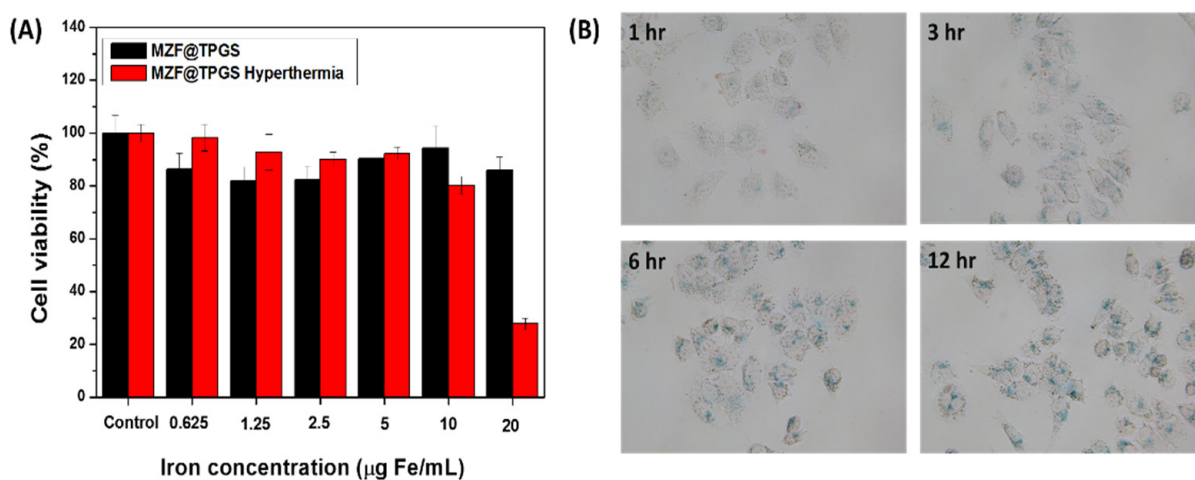 (A)
140
120
100
80
60
40
20
0
Cell viability (%)
MZF@TPGS
MZF@TPGS Hyperthermia
Control 0.625 1.25 2.5 5 10 20
Iron concentration (μg Fe/mL)
(B)
1 hr
3 hr
6 hr
12 hr